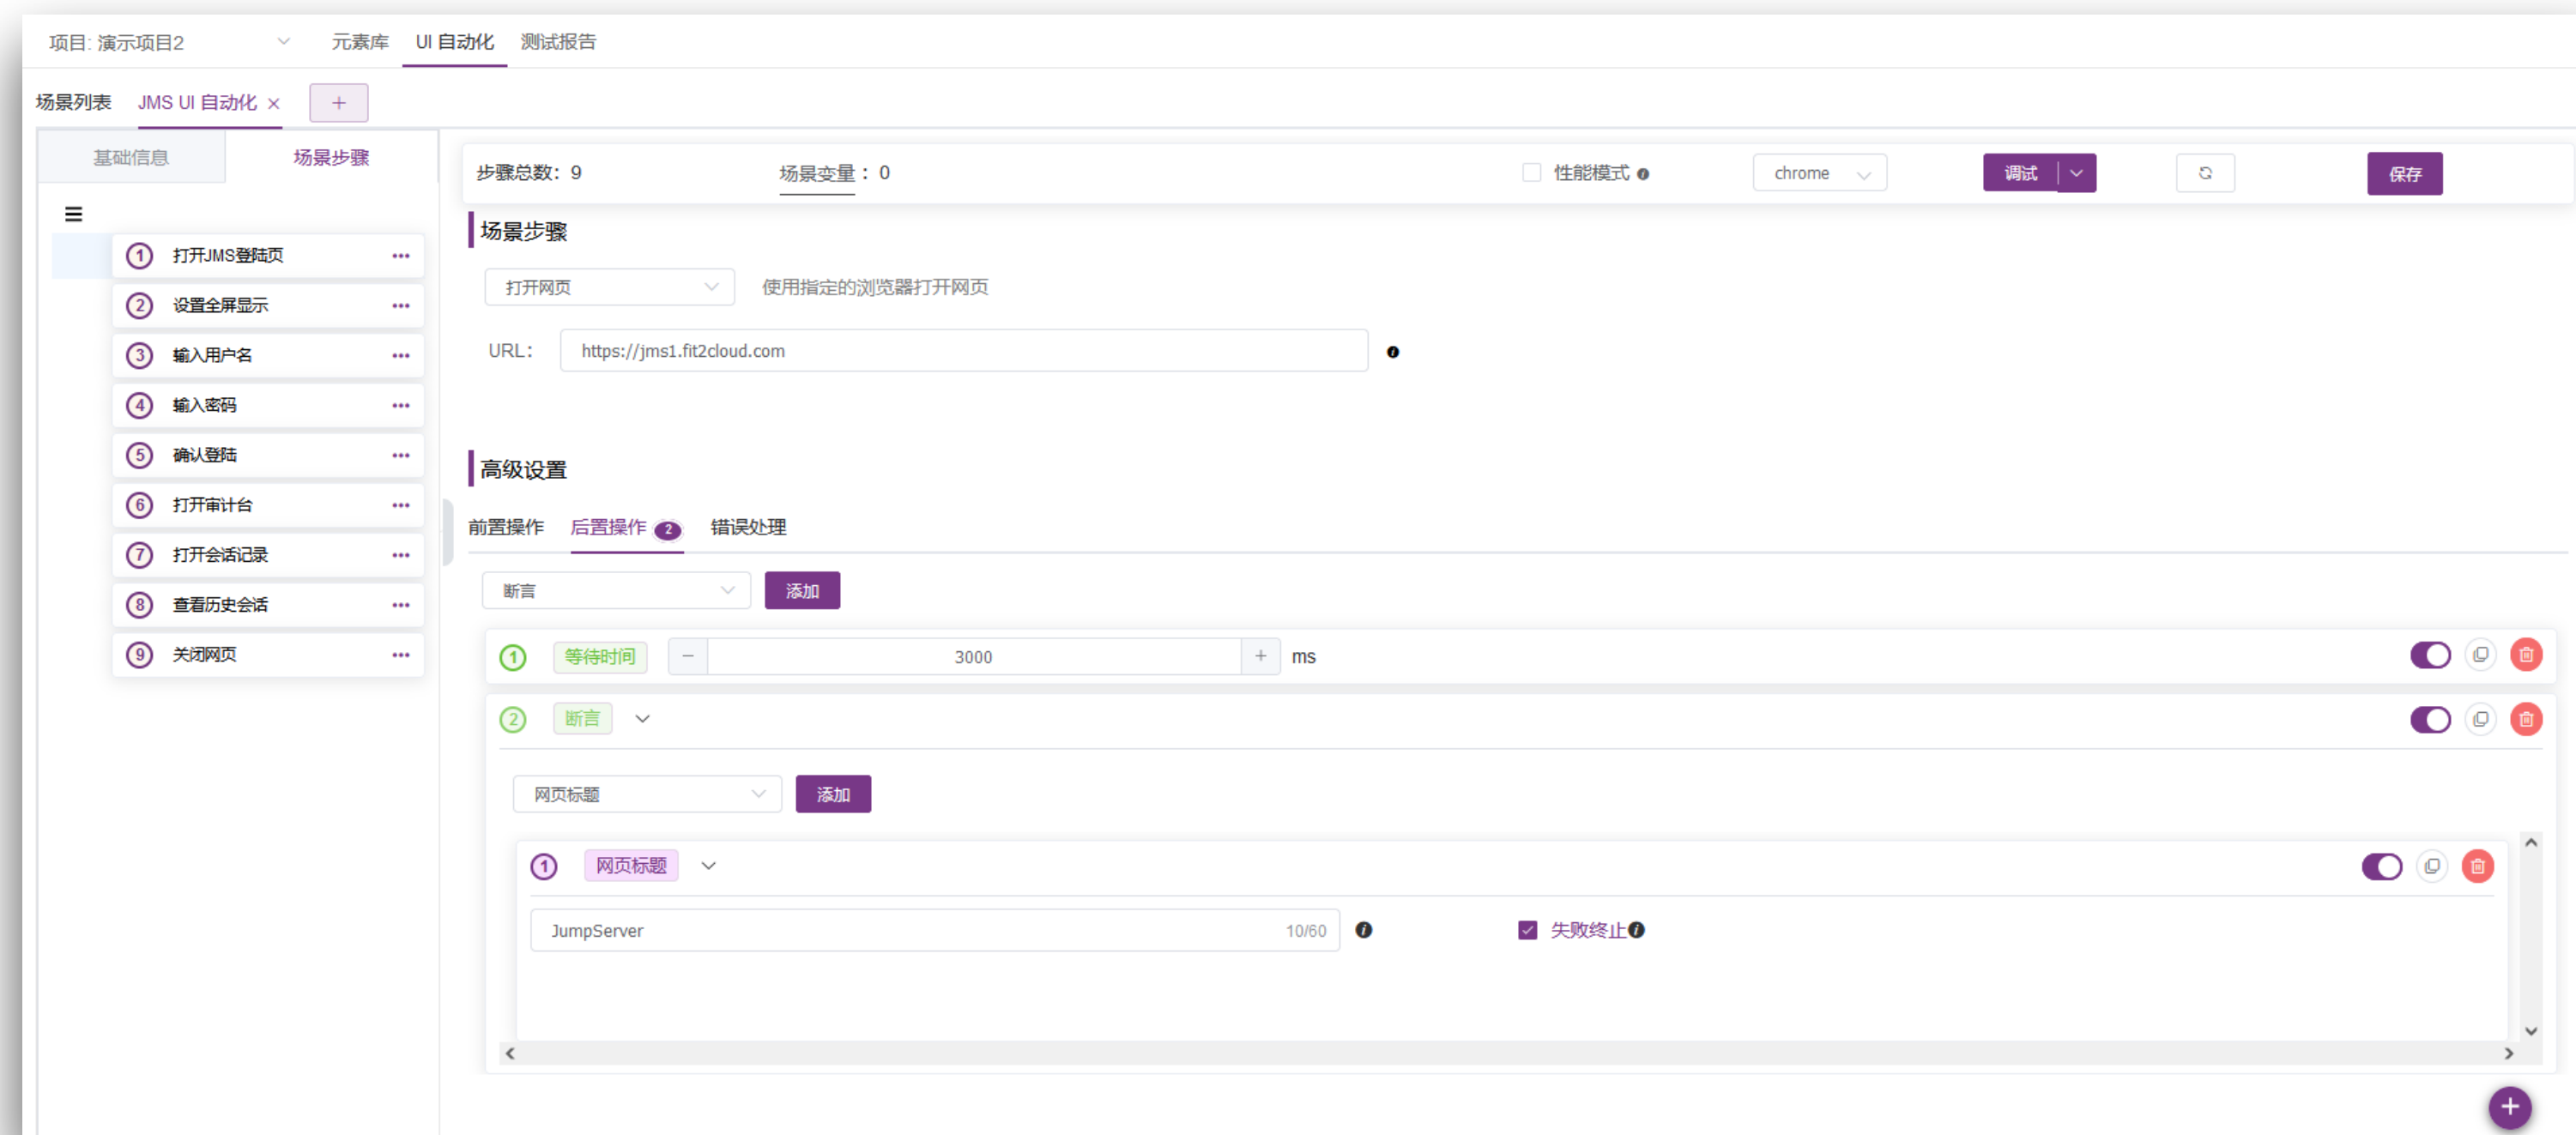 项目: 演示项目2 元素库 UI 自动化 测试报告
场景列表 JMS UI 自动化 × +
基础信息 场景步骤
1 打开JMS登陆页 •••
2 设置全屏显示 •••
3 输入用户名 •••
4 输入密码 •••
5 确认登陆 •••
6 打开审计台 •••
7 打开会话记录 •••
8 查看历史会话 •••
9 关闭网页 •••
步骤总数：9 场景变量：0 性能模式 chrome 调试 保存
场景步骤
打开网页 使用指定的浏览器打开网页
URL： https://jms1.fit2cloud.com
高级设置
前置操作 后置操作 2 错误处理
断言 添加
1 等待时间 − 3000 + ms
2 断言
网页标题 添加
1 网页标题
JumpServer 10/60 失败终止
+